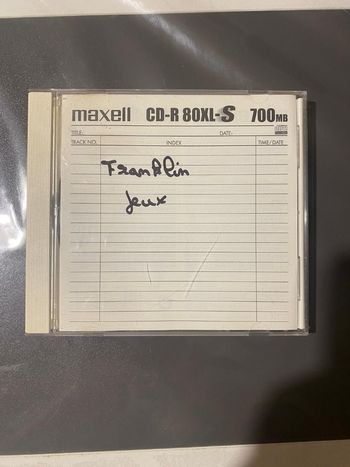 maxell CD-R 80XL-S 700MB
TITLE: DATE:
TRACK NO. INDEX TIME/DATE
Franklin
Jeux